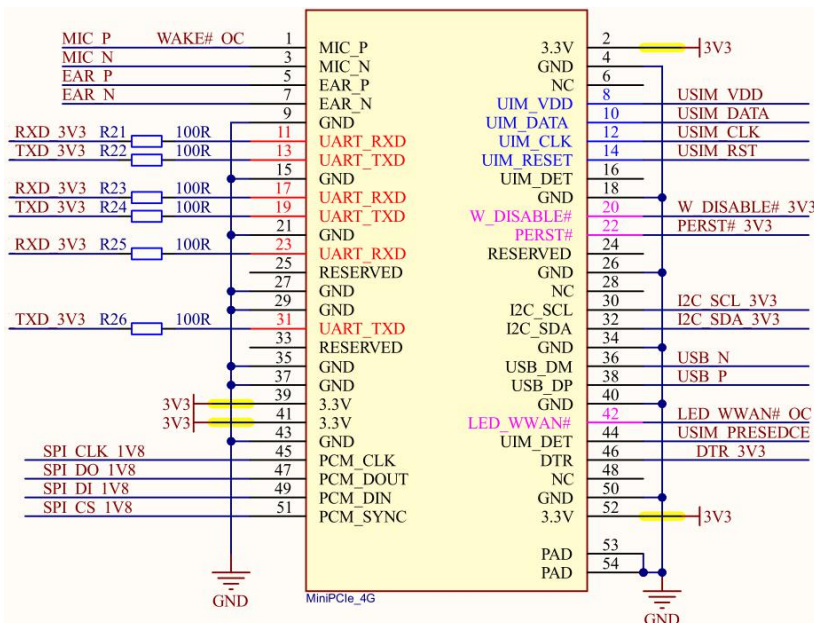 MIC_P WAKE#_OC 1 MIC_P 3.3V 2 3V3
MIC_N 3 MIC_N GND 4
EAR_P 5 EAR_P NC 6
EAR_N 7 EAR_N UIM_VDD 8 USIM_VDD
9 GND UIM_DATA 10 USIM_DATA
RXD_3V3 R21 100R 11 UART_RXD UIM_CLK 12 USIM_CLK
TXD_3V3 R22 100R 13 UART_TXD UIM_RESET 14 USIM_RST
15 GND UIM_DET 16
RXD_3V3 R23 100R 17 UART_RXD GND 18
TXD_3V3 R24 100R 19 UART_TXD W_DISABLE# 20 W_DISABLE#_3V3
21 GND PERST# 22 PERST#_3V3
RXD_3V3 R25 100R 23 UART_RXD RESERVED 24
25 RESERVED GND 26
27 GND NC 28
29 GND I2C_SCL 30 I2C_SCL_3V3
TXD_3V3 R26 100R 31 UART_TXD I2C_SDA 32 I2C_SDA_3V3
33 RESERVED GND 34
35 GND USB_DM 36 USB_N
37 GND USB_DP 38 USB_P
3V3 39 3.3V GND 40
3V3 41 3.3V LED_WWAN# 42 LED_WWAN#_OC
43 GND UIM_DET 44 USIM_PRESEDCE
SPI_CLK_1V8 45 PCM_CLK DTR 46 DTR_3V3
SPI_DO_1V8 47 PCM_DOUT NC 48
SPI_DI_1V8 49 PCM_DIN GND 50
SPI_CS_1V8 51 PCM_SYNC 3.3V 52 3V3
PAD 53
PAD 54
GND MiniPCIe_4G GND